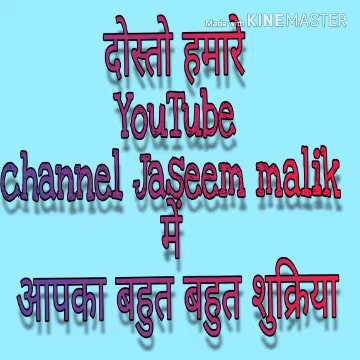 Made with KINEMASTER
दोस्तो हमारे
YouTube
channel JaSeem malik
में
आपका बहुत बहुत शुक्रिया